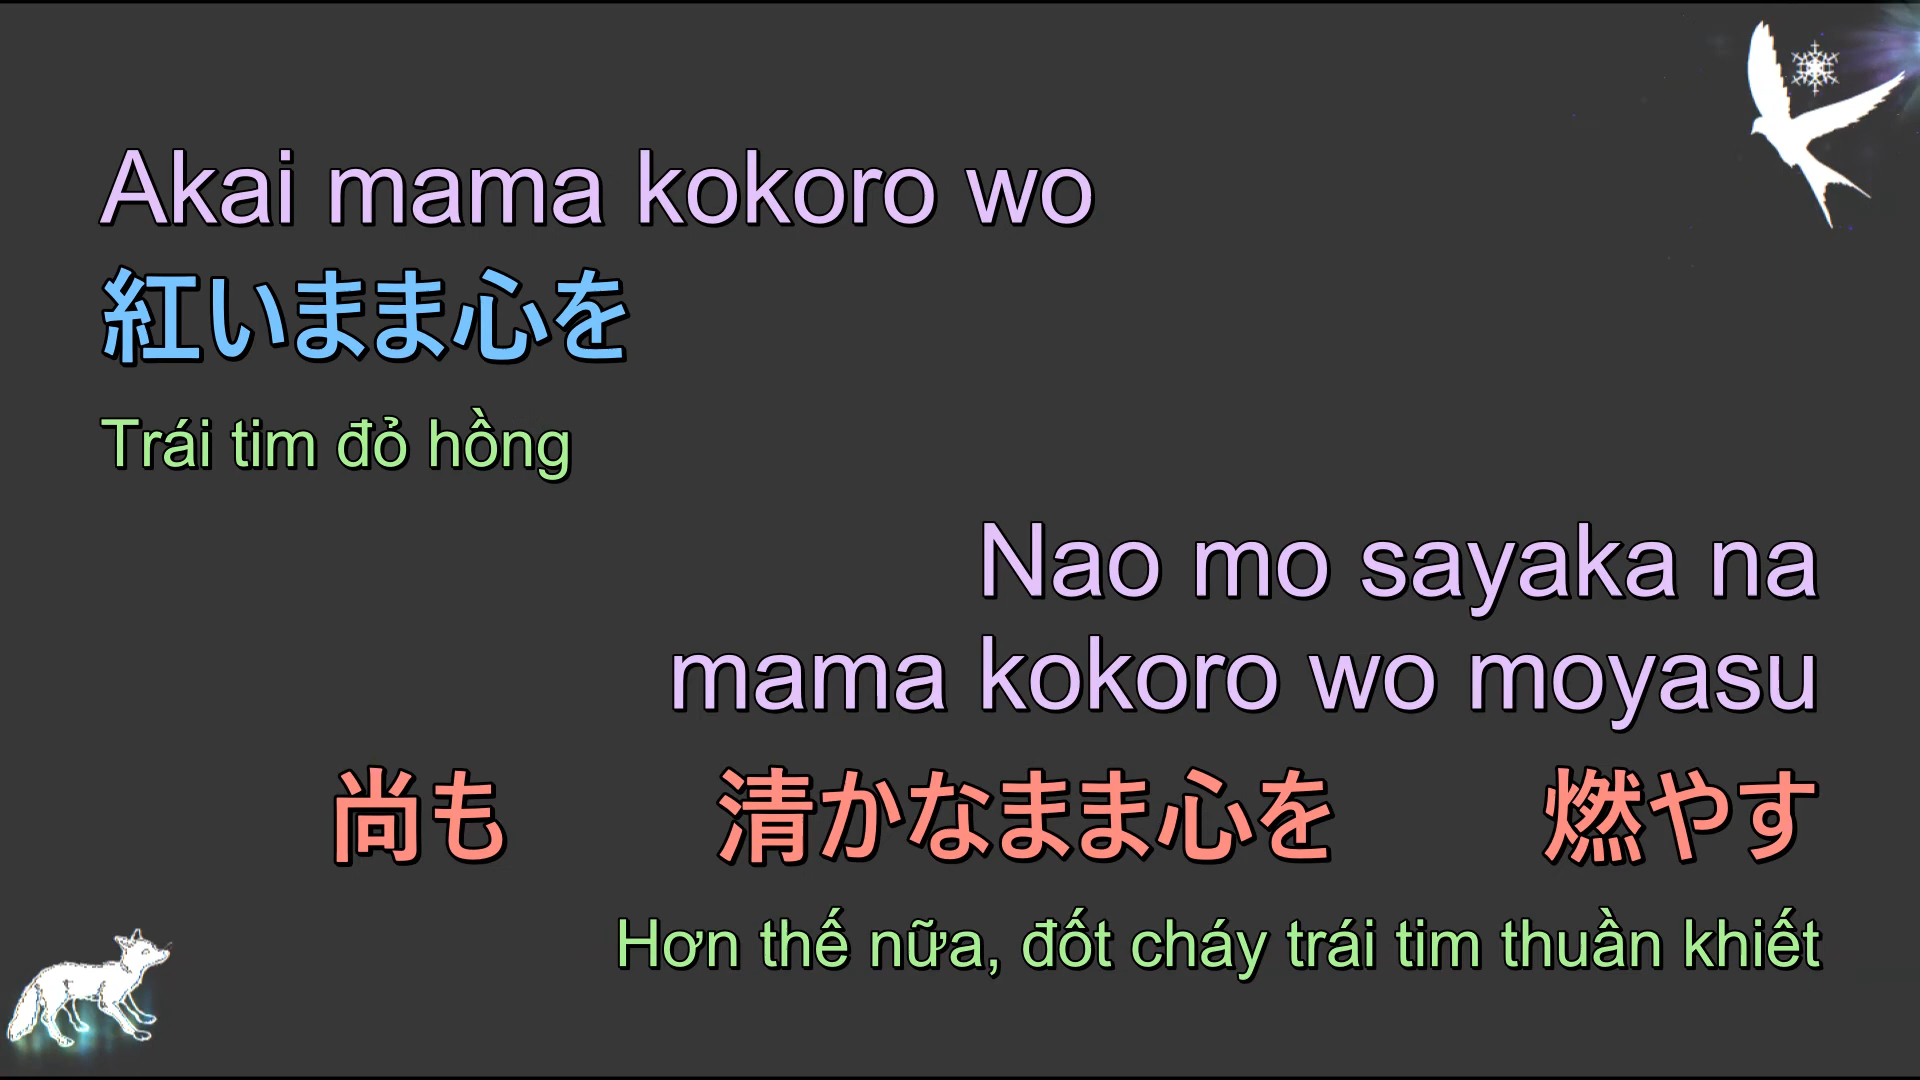 Akai mama kokoro wo
紅いまま心を
Trái tim đỏ hồng
Nao mo sayaka na
mama kokoro wo moyasu
尚も 清かなまま心を 燃やす
Hơn thế nữa, đốt cháy trái tim thuần khiết